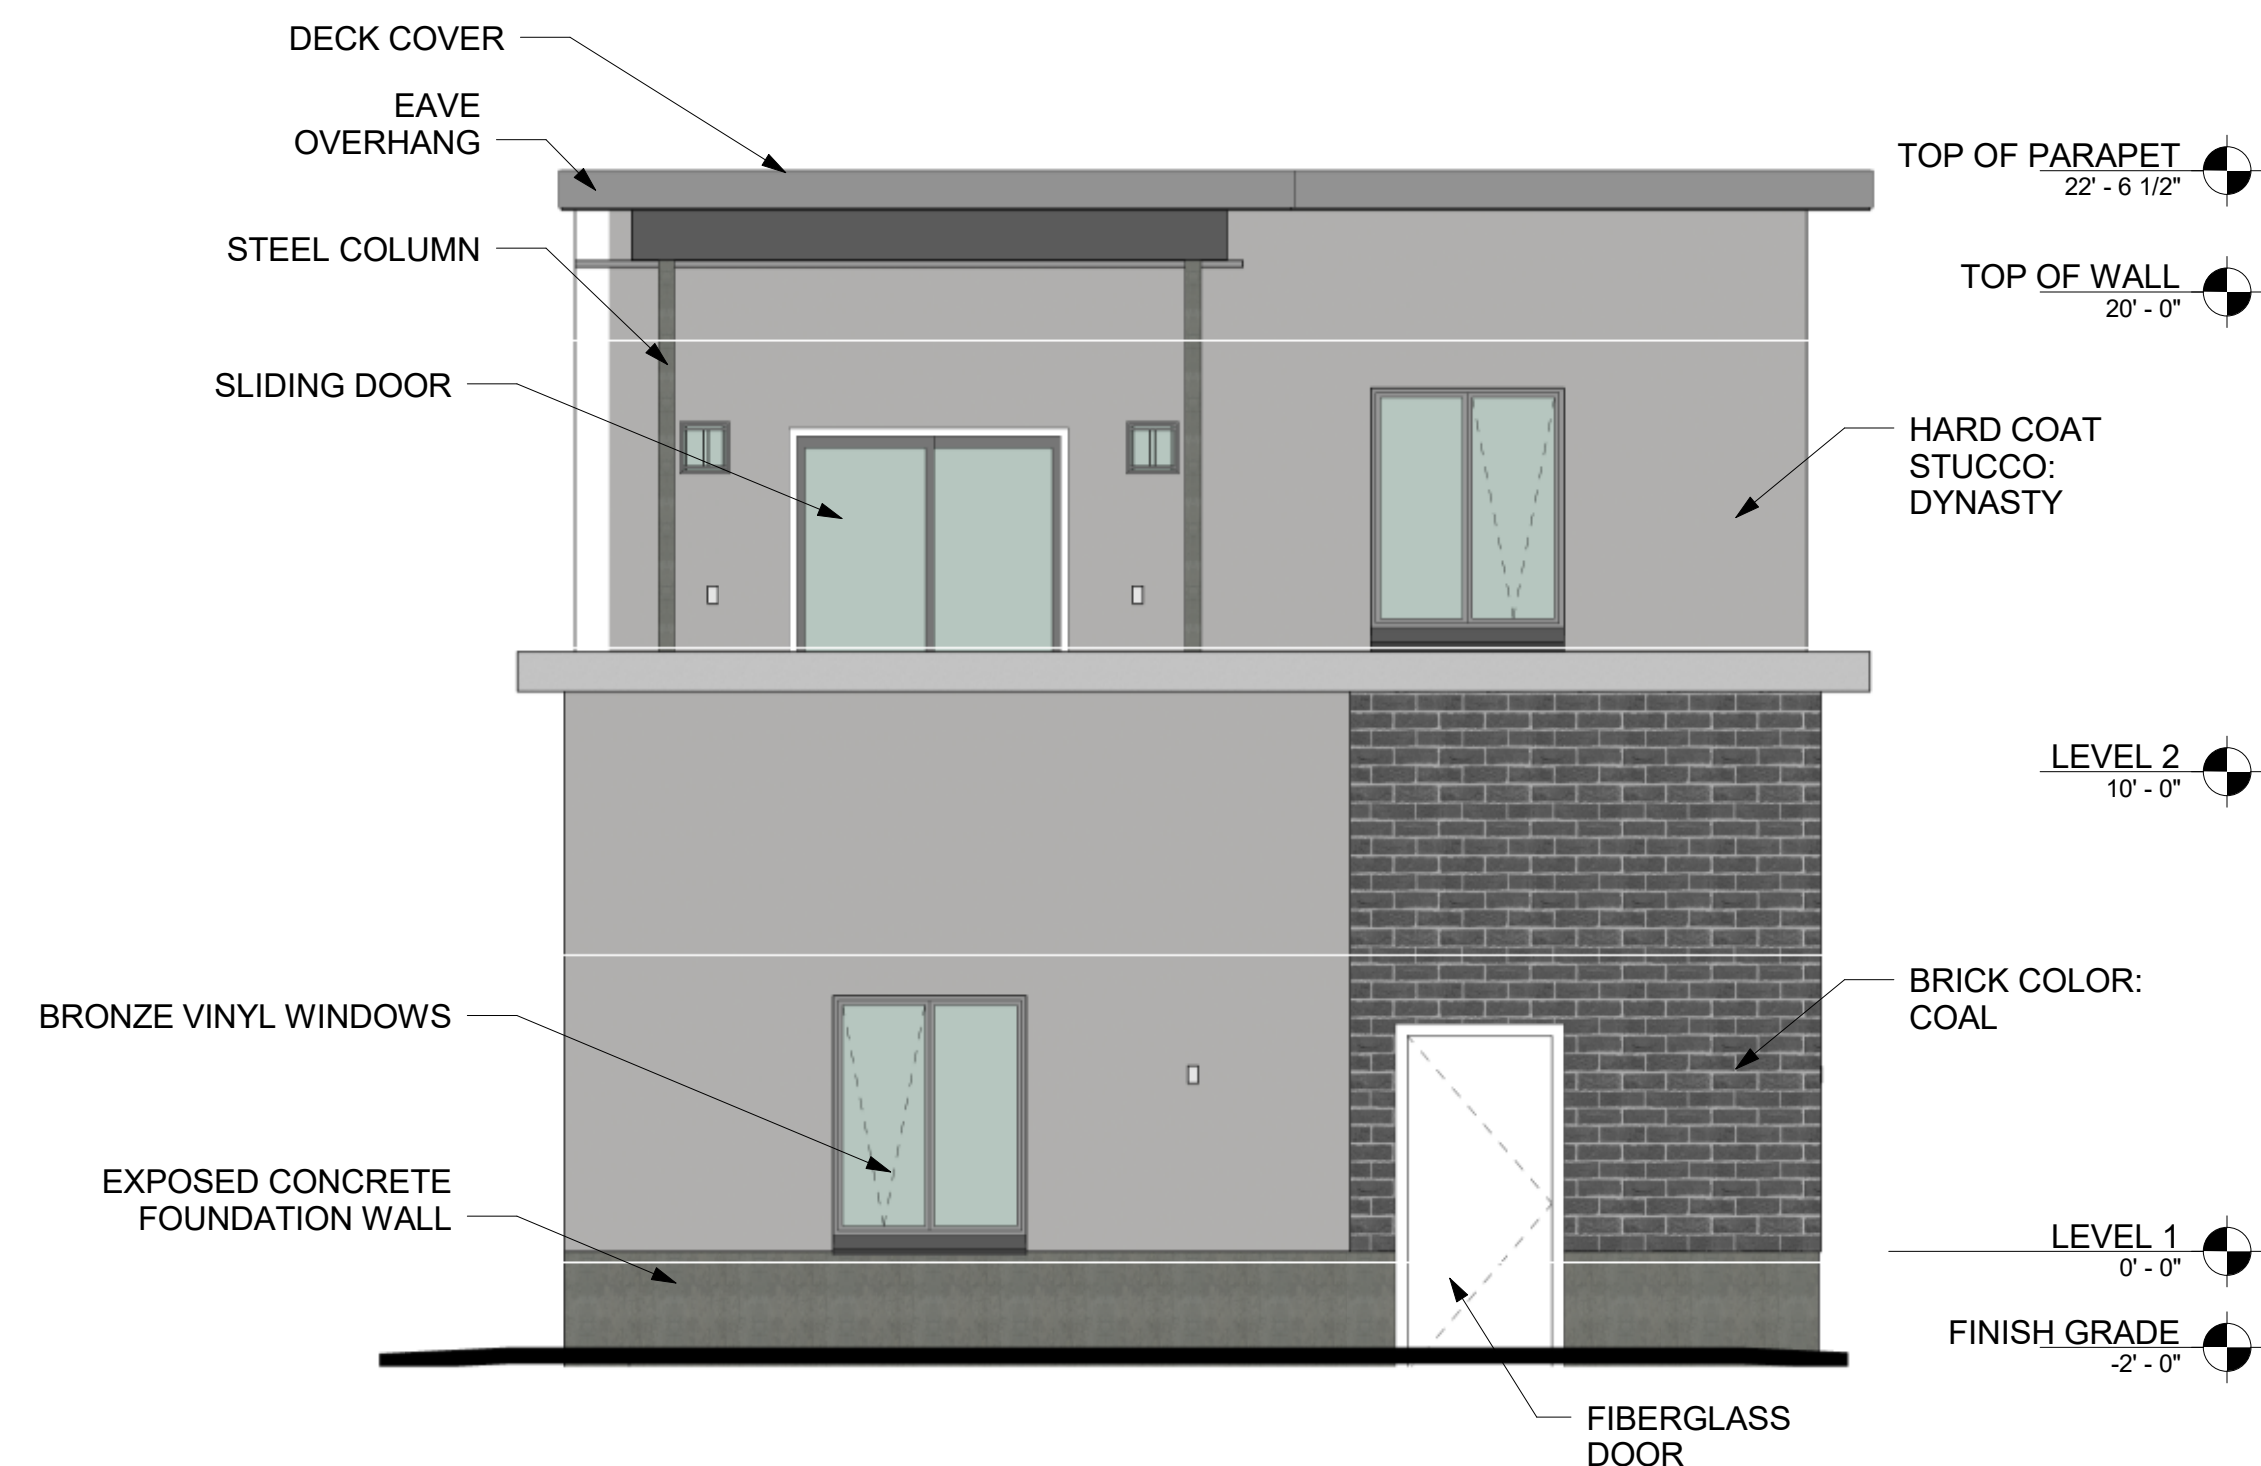 DECK COVER
EAVE
OVERHANG
STEEL COLUMN
SLIDING DOOR
BRONZE VINYL WINDOWS
EXPOSED CONCRETE
FOUNDATION WALL
TOP OF PARAPET
22' - 6 1/2"
TOP OF WALL
20' - 0"
HARD COAT
STUCCO:
DYNASTY
LEVEL 2
10' - 0"
BRICK COLOR:
COAL
LEVEL 1
0' - 0"
FINISH GRADE
-2' - 0"
FIBERGLASS
DOOR